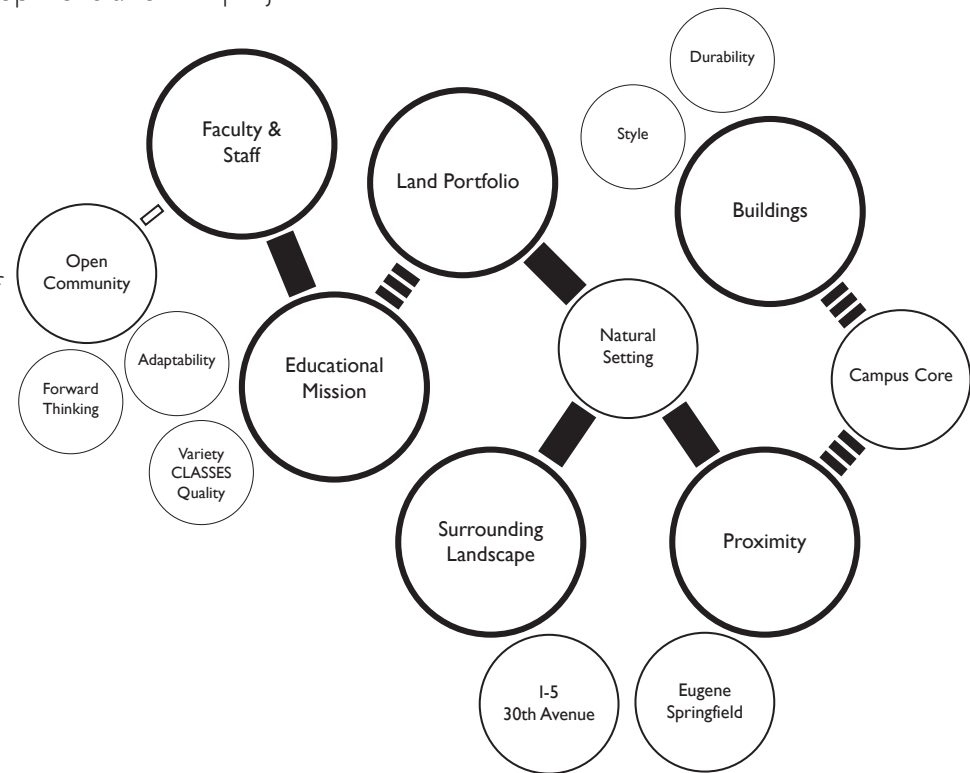 Durability
Style
Faculty &
Staff
Land Portfolio
Buildings
Open
Community
Natural
Setting
Adaptability
Educational
Mission
Campus Core
Forward
Thinking
Variety
CLASSES
Quality
Surrounding
Landscape
Proximity
I-5
30th Avenue
Eugene
Springfield